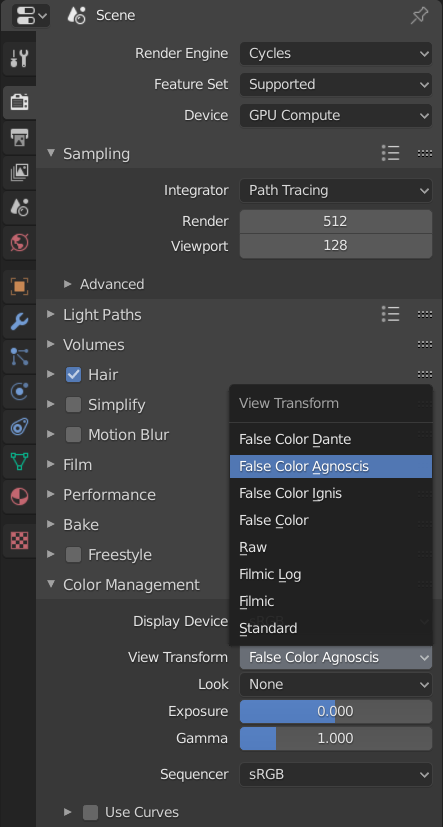 Scene
Render Engine Cycles
Feature Set Supported
Device GPU Compute
Sampling
Integrator Path Tracing
Render 512
Viewport 128
Advanced
Light Paths
Volumes
Hair
Simplify
Motion Blur
Film
Performance
Bake
Freestyle
Color Management
View Transform
False Color Dante
False Color Agnoscis
False Color Ignis
False Color
Raw
Filmic Log
Filmic
Standard
Display Device
View Transform False Color Agnoscis
Look None
Exposure 0.000
Gamma 1.000
Sequencer sRGB
Use Curves